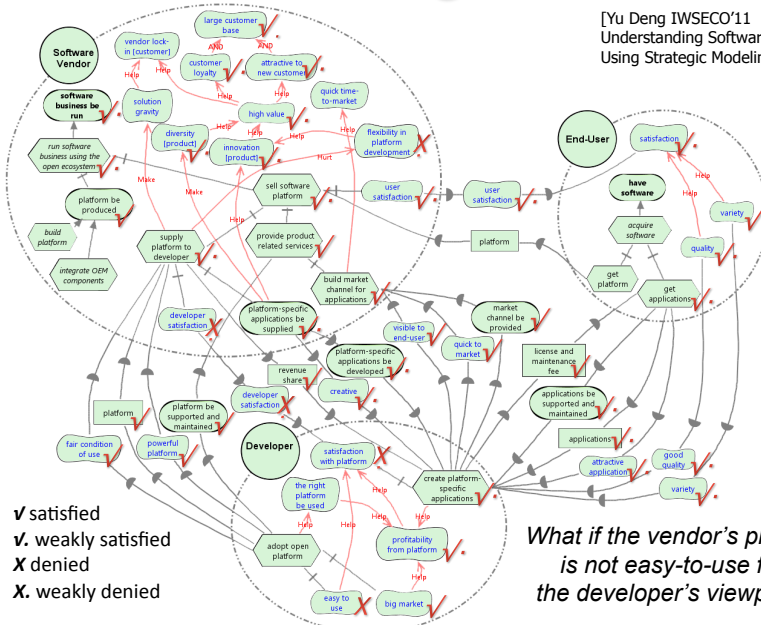 [Yu Deng IWSECO'11
Understanding Softwar
Using Strategic Modelin
Software
Vendor
large customer
base
AND
AND
vendor lock-
in [customer]
customer
loyalty
attractive to
new customer
Help
Help
Help
Help
software
business be
run
solution
gravity
high value
quick time-
to-market
run software
business using the
open ecosystem
diversity
[product]
Help
Help
innovation
[product]
Help
Help
flexibility in
platform
development
Hurt
Make
Make
Help
platform be
produced
build
platform
integrate OEM
components
sell software
platform
supply
platform to
developer
provide product
related services
build market
channel for
applications
user
satisfaction
user
satisfaction
platform
End-User
satisfaction
have
software
Help
Help
variety
acquire
software
quality
get
platform
get
applications
developer
satisfaction
platform-specific
applications be
supplied
market
channel be
provided
visible to
end-user
quick to
market
platform-specific
applications be
developed
license and
maintenance
fee
revenue
share
developer
satisfaction
creative
applications be
supported and
maintained
platform
platform be
supported and
maintained
applications
fair condition
of use
powerful
platform
attractive
application
good
quality
variety
Developer
satisfaction
with platform
the right
platform
be used
create platform-
specific
applications
Help
Help
Help
Help
Help
adopt open
platform
profitability
from platform
Help
Help
easy to
use
big market
√ satisfied
√. weakly satisfied
X denied
X. weakly denied
What if the vendor's pl
is not easy-to-use f
the developer's viewp